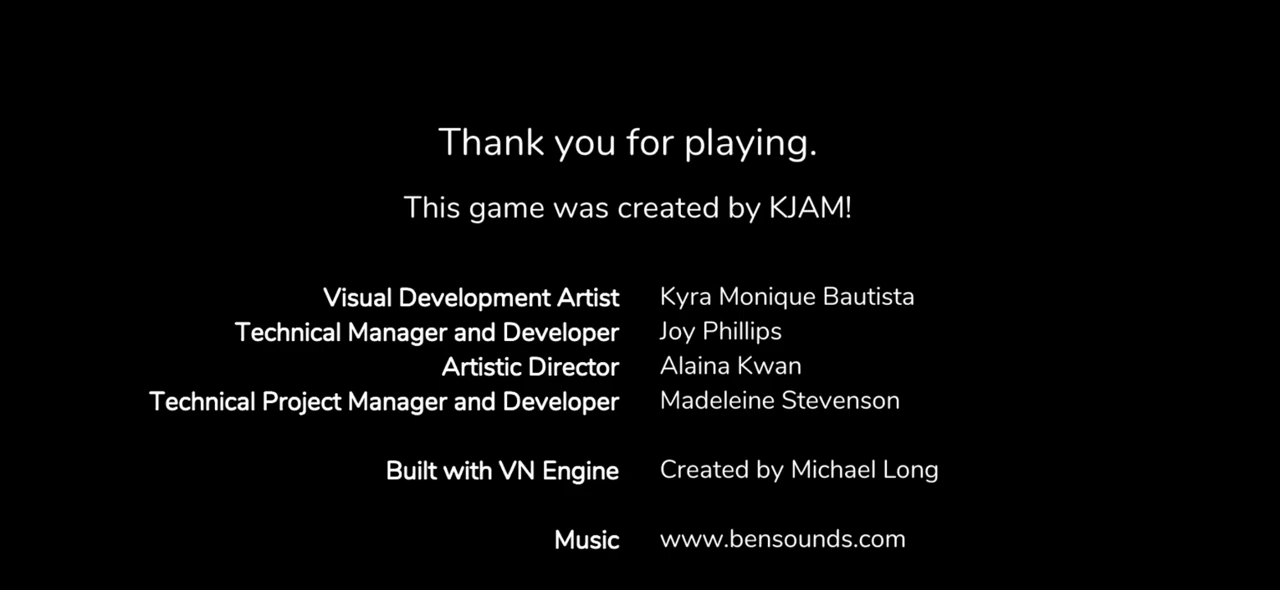 Thank you for playing.
This game was created by KJAM!
Visual Development Artist Kyra Monique Bautista
Technical Manager and Developer Joy Phillips
Artistic Director Alaina Kwan
Technical Project Manager and Developer Madeleine Stevenson
Built with VN Engine Created by Michael Long
Music www.bensounds.com